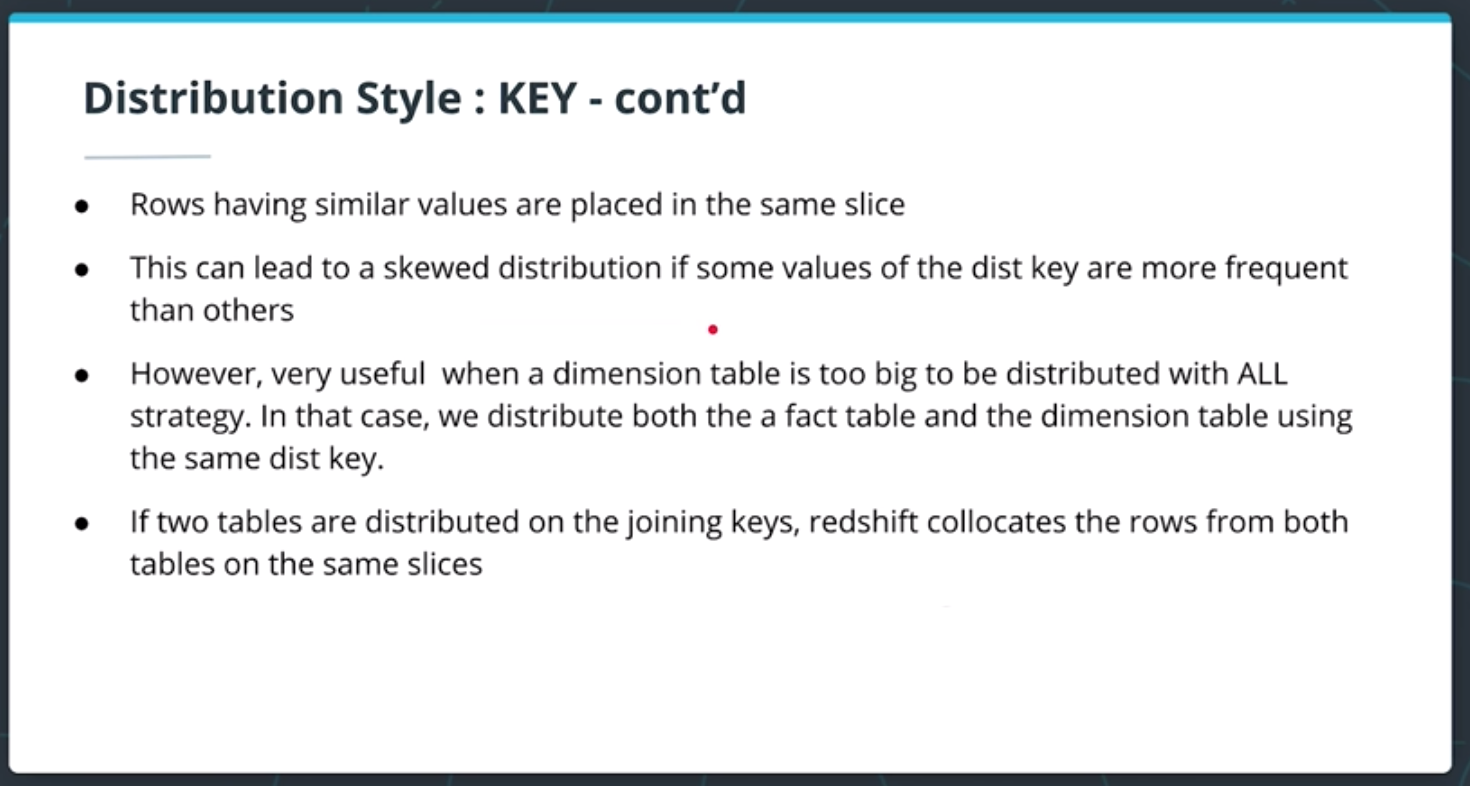 Distribution Style : KEY - cont’d
● Rows having similar values are placed in the same slice
● This can lead to a skewed distribution if some values of the dist key are more frequent
than others
● However, very useful  when a dimension table is too big to be distributed with ALL
strategy. In that case, we distribute both the a fact table and the dimension table using
the same dist key.
● If two tables are distributed on the joining keys, redshift collocates the rows from both
tables on the same slices